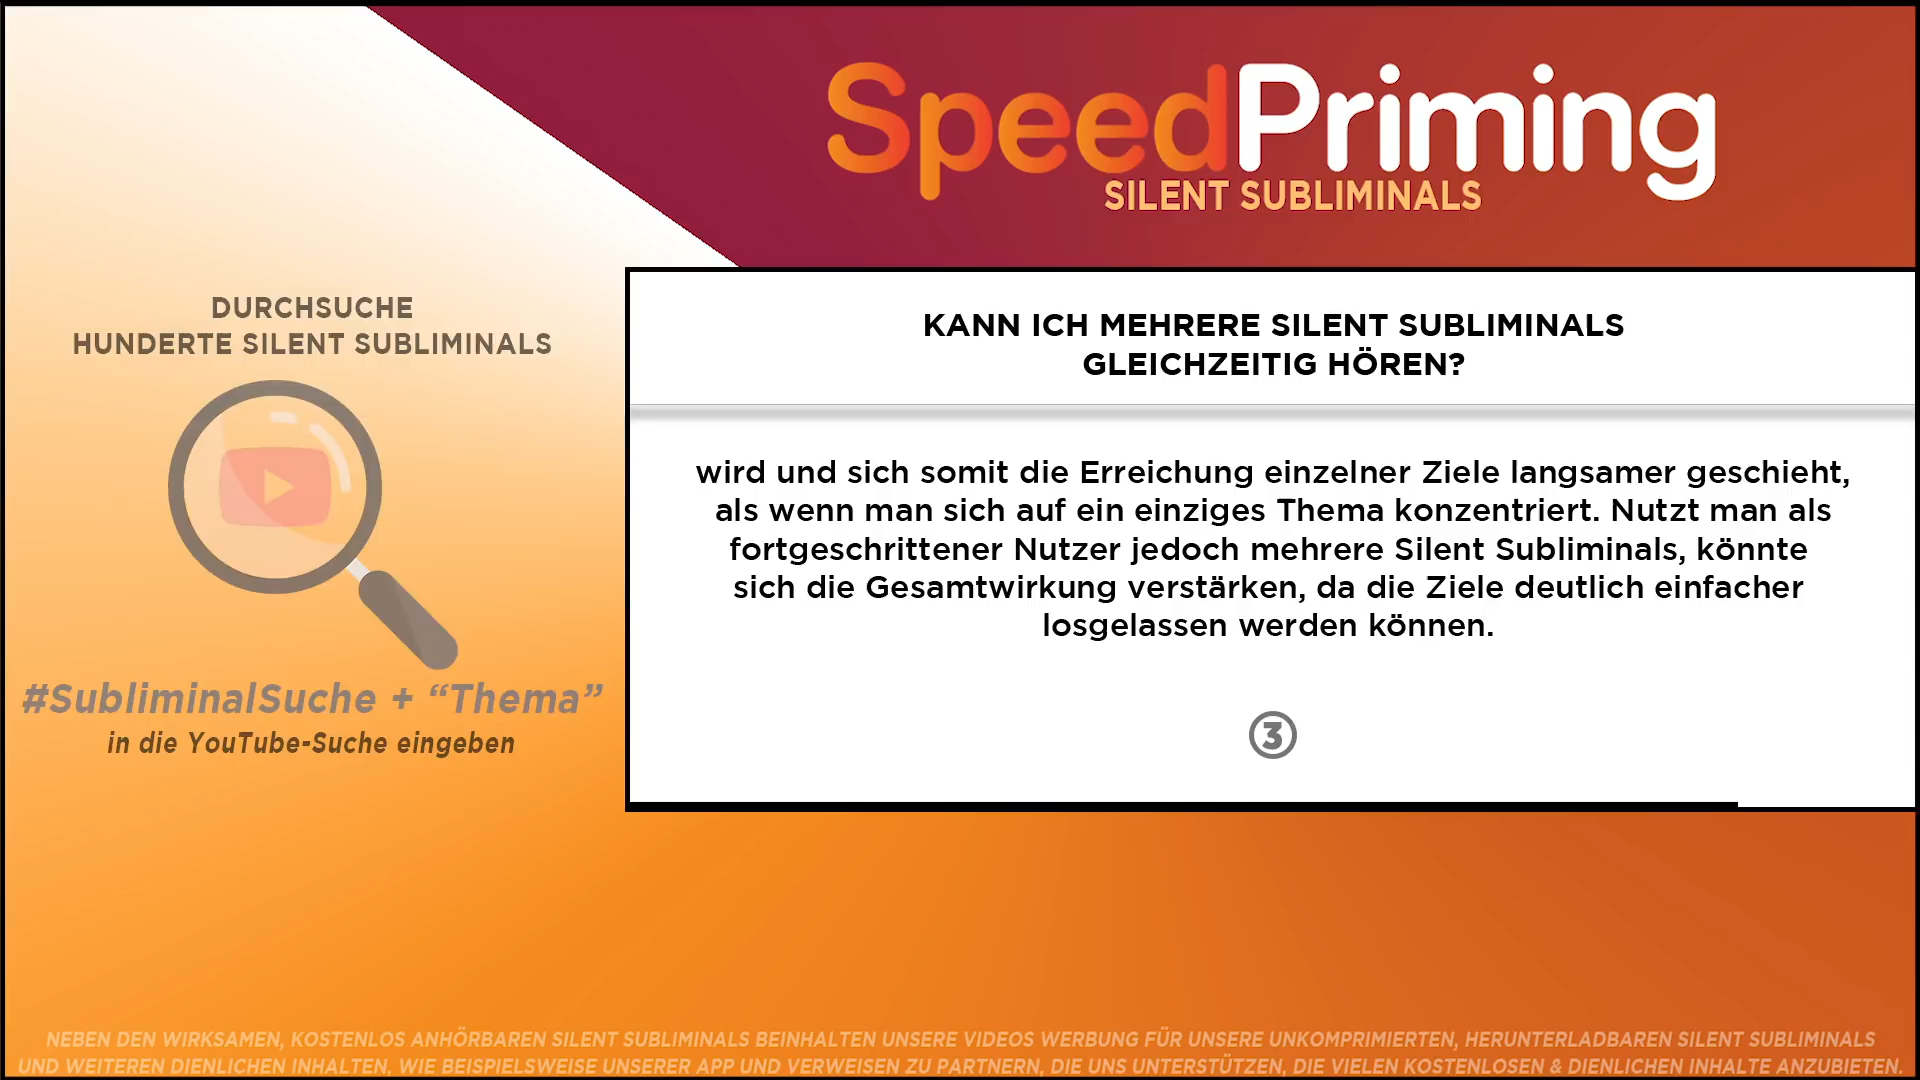 SpeedPriming
SILENT SUBLIMINALS
DURCHSUCHE
HUNDERTE SILENT SUBLIMINALS
#SubliminalSuche + “Thema”
in die YouTube-Suche eingeben
KANN ICH MEHRERE SILENT SUBLIMINALS
GLEICHZEITIG HÖREN?
wird und sich somit die Erreichung einzelner Ziele langsamer geschieht,
als wenn man sich auf ein einziges Thema konzentriert. Nutzt man als
fortgeschrittener Nutzer jedoch mehrere Silent Subliminals, könnte
sich die Gesamtwirkung verstärken, da die Ziele deutlich einfacher
losgelassen werden können.
3
NEBEN DEN WIRKSAMEN, KOSTENLOS ANHÖRBAREN SILENT SUBLIMINALS BEINHALTEN UNSERE VIDEOS WERBUNG FÜR UNSERE UNKOMPRIMIERTEN, HERUNTERLADBAREN SILENT SUBLIMINALS
UND WEITEREN DIENLICHEN INHALTEN, WIE BEISPIELSWEISE UNSERER APP UND VERWEISEN ZU PARTNERN, DIE UNS UNTERSTÜTZEN, DIE VIELEN KOSTENLOSEN & DIENLICHEN INHALTE ANZUBIETEN.